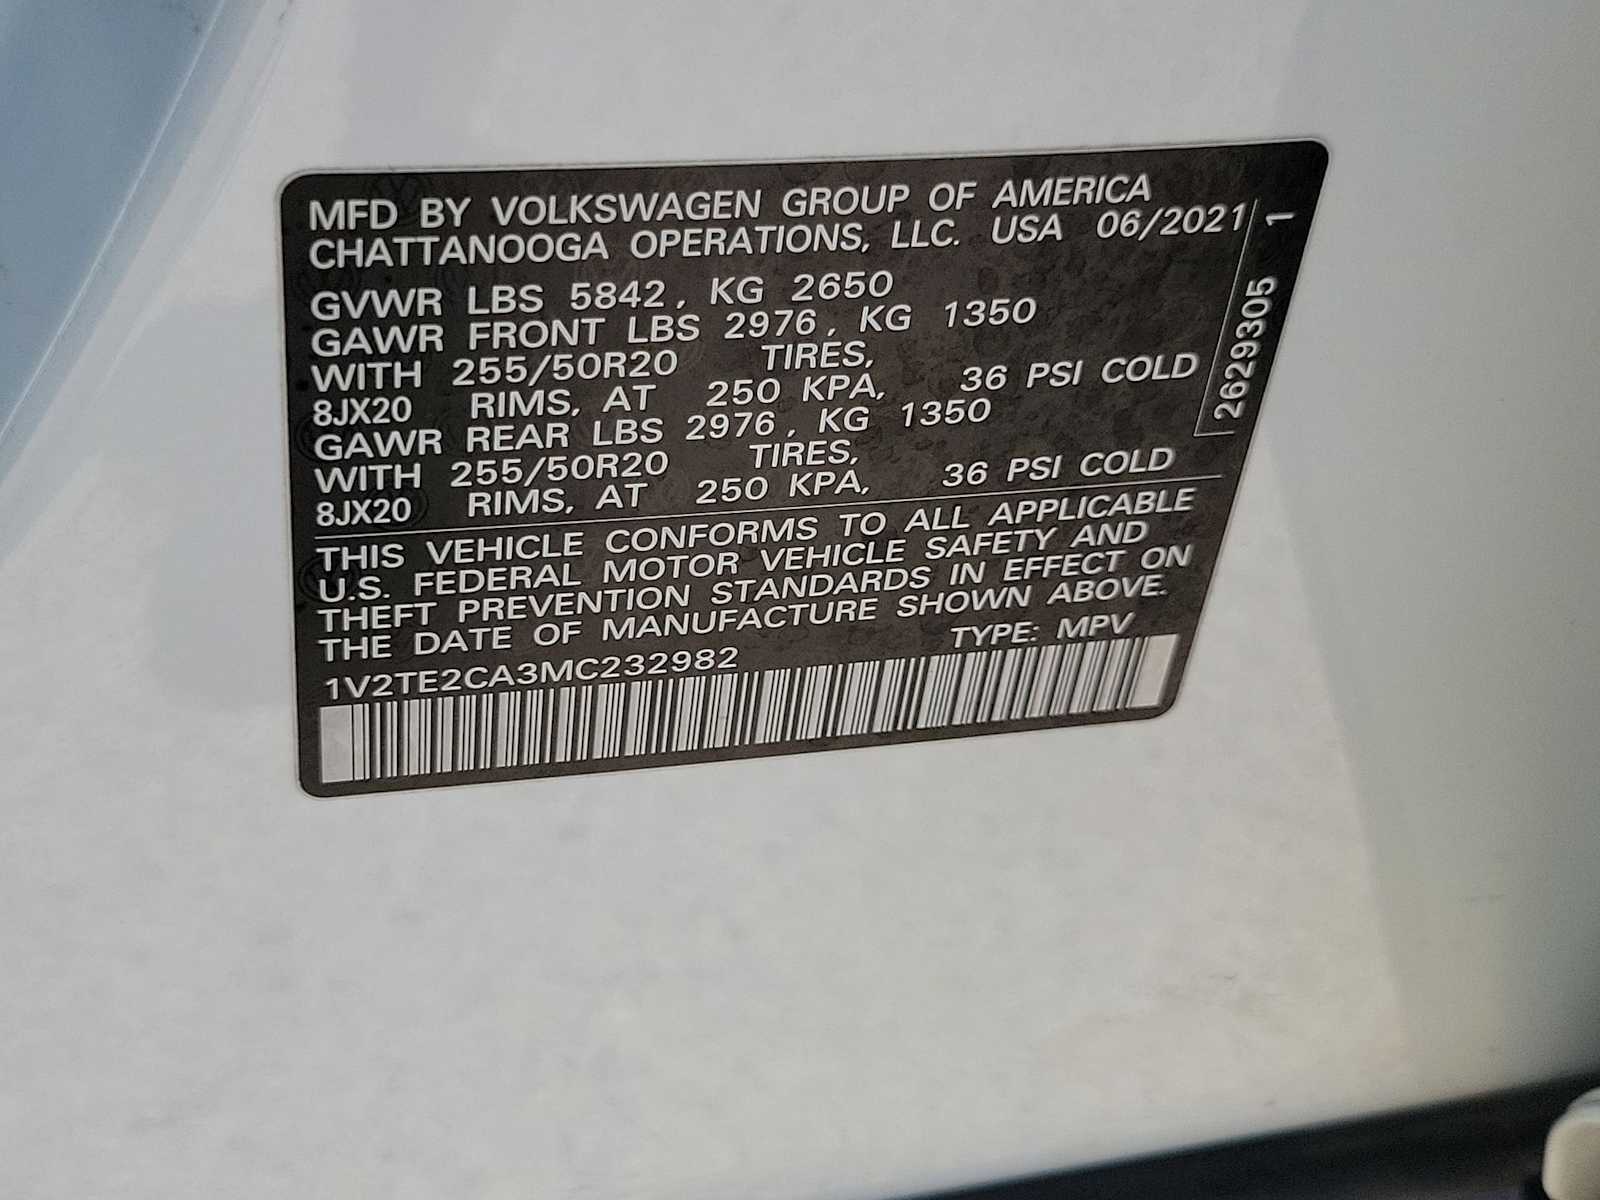 MFD BY VOLKSWAGEN GROUP OF AMERICA
CHATTANOOGA OPERATIONS, LLC. USA 06/2021
GVWR LBS 5842, KG 2650
GAWR FRONT LBS 2976, KG 1350
WITH 255/50R20 TIRES,
8JX20 RIMS, AT 250 KPA, 36 PSI COLD
GAWR REAR LBS 2976, KG 1350
WITH 255/50R20 TIRES,
8JX20 RIMS, AT 250 KPA, 36 PSI COLD
THIS VEHICLE CONFORMS TO ALL APPLICABLE
U.S. FEDERAL MOTOR VEHICLE SAFETY AND
THEFT PREVENTION STANDARDS IN EFFECT ON
THE DATE OF MANUFACTURE SHOWN ABOVE.
1V2TE2CA3MC232982 TYPE: MPV
2629305 1